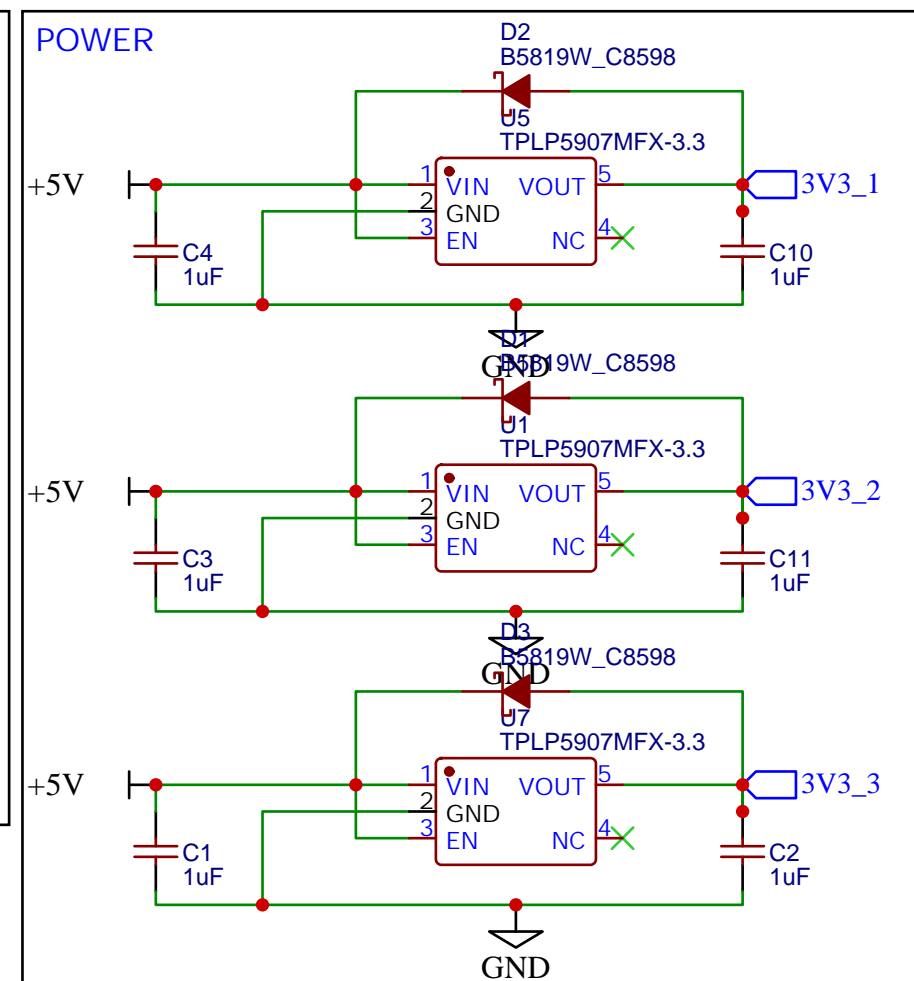 POWER
D2
B5819W_C8598
U5
TPLP5907MFX-3.3
+5V
1
VIN
VOUT
5
3V3_1
2
GND
3
EN
NC
4
C4
1uF
C10
1uF
GND
D1
B5819W_C8598
U1
TPLP5907MFX-3.3
+5V
1
VIN
VOUT
5
3V3_2
2
GND
3
EN
NC
4
C3
1uF
C11
1uF
GND
D3
B5819W_C8598
U7
TPLP5907MFX-3.3
+5V
1
VIN
VOUT
5
3V3_3
2
GND
3
EN
NC
4
C1
1uF
C2
1uF
GND